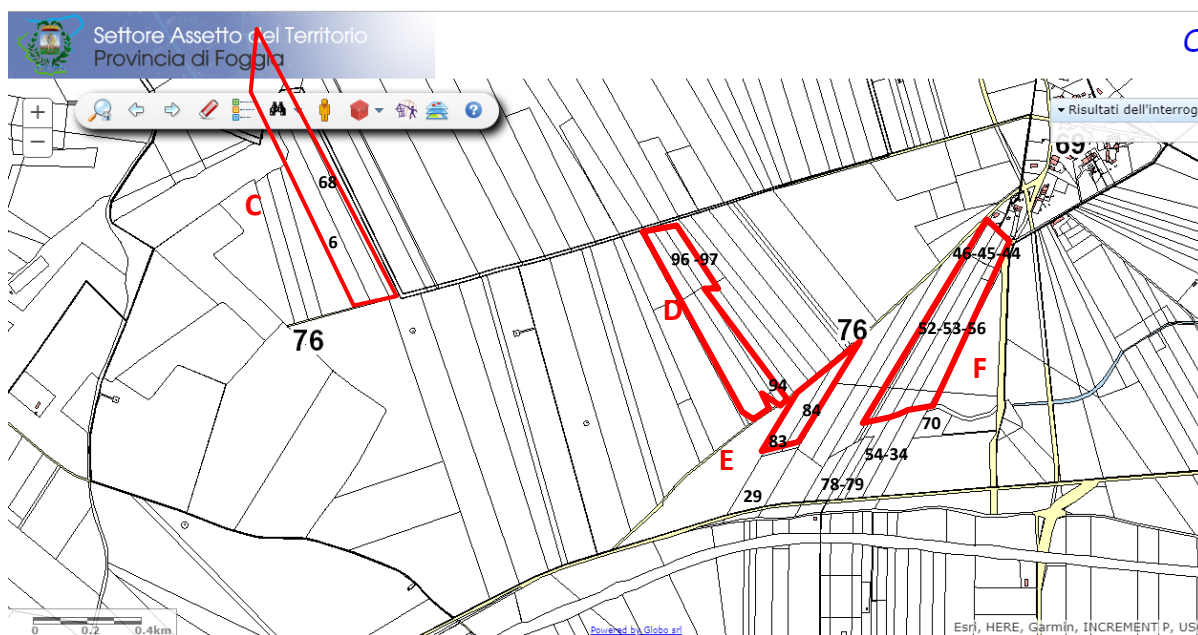 Settore Assetto del Territorio
Provincia di Foggia
+
−
Risultati dell'interrog
69
68
C
6
76
46-45-44
96 -97
D
76
52-53-56
F
94
84
83
70
E
54-34
78-79
29
0 0.2 0.4km
Powered by Globo srl
Esri, HERE, Garmin, INCREMENT P, US